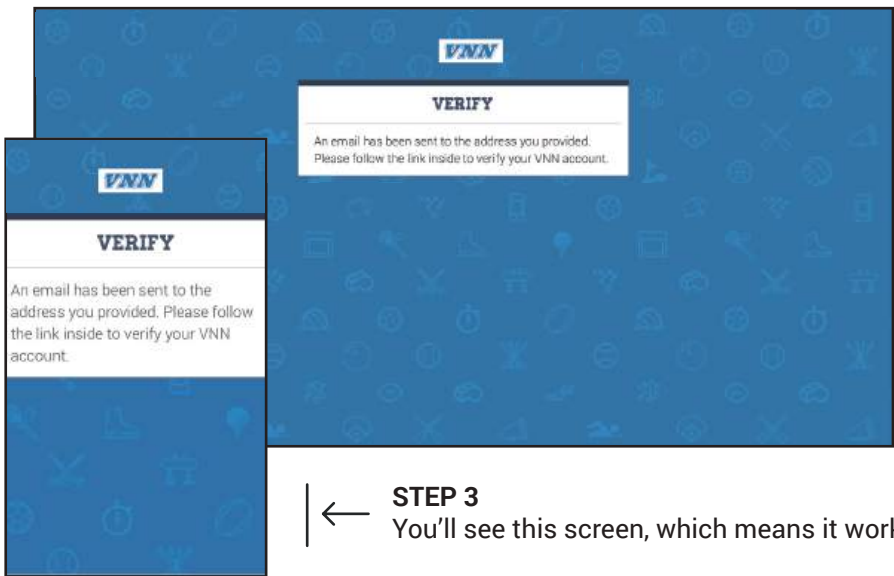 VNN
VERIFY
An email has been sent to the address you provided.
Please follow the link inside to verify your VNN account.
VNN
VERIFY
An email has been sent to the
address you provided. Please follow
the link inside to verify your VNN
account.
STEP 3
You'll see this screen, which means it work